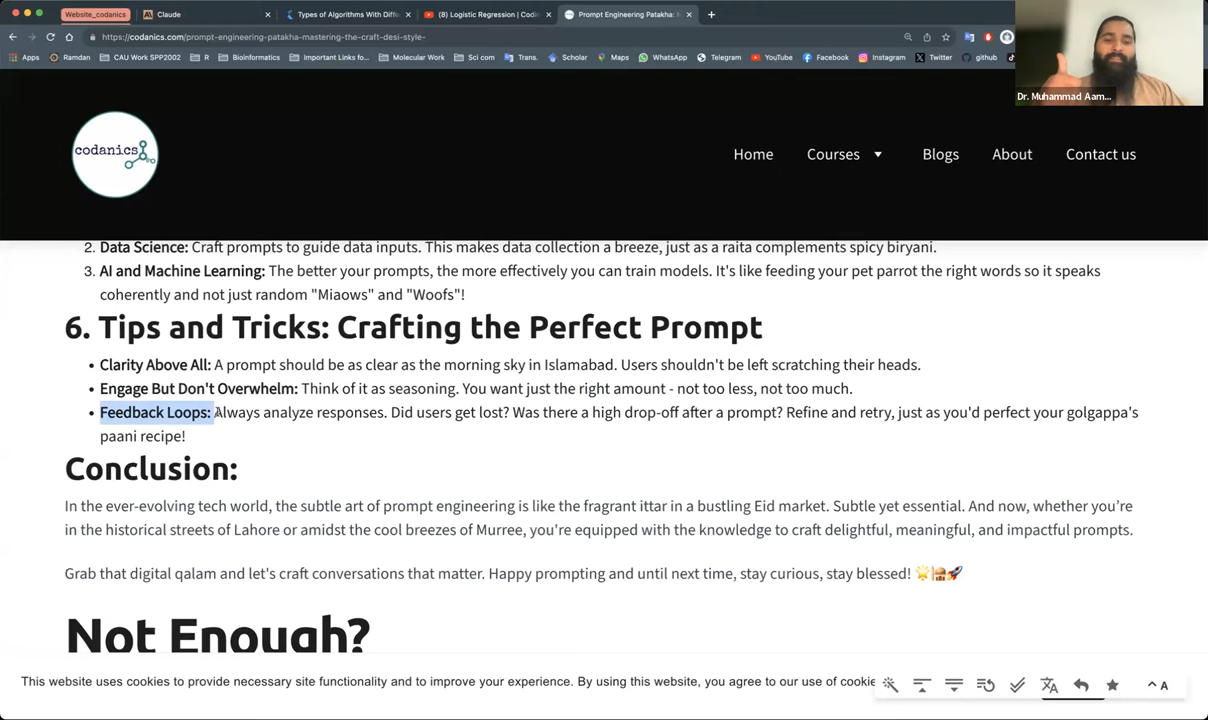 Website_codanics
Claude
Types of Algorithms With Diff
(8) Logistic Regression | Codi
Prompt Engineering Patakha: M
https://codanics.com/prompt-engineering-patakha-mastering-the-craft-desi-style-
Apps Ramdan CAU Work SPP2002 R Bioinformatics Important Links fo... Molecular Work Sci com Trans. Scholar Maps WhatsApp Telegram YouTube Facebook Instagram Twitter github
Dr. Muhammad Aam...
codanics
Home Courses Blogs About Contact us
2. Data Science: Craft prompts to guide data inputs. This makes data collection a breeze, just as a raita complements spicy biryani.
3. AI and Machine Learning: The better your prompts, the more effectively you can train models. It's like feeding your pet parrot the right words so it speaks
coherently and not just random "Miaows" and "Woofs"!
6. Tips and Tricks: Crafting the Perfect Prompt
• Clarity Above All: A prompt should be as clear as the morning sky in Islamabad. Users shouldn't be left scratching their heads.
• Engage But Don't Overwhelm: Think of it as seasoning. You want just the right amount - not too less, not too much.
• Feedback Loops: Always analyze responses. Did users get lost? Was there a high drop-off after a prompt? Refine and retry, just as you'd perfect your golgappa's
paani recipe!
Conclusion:
In the ever-evolving tech world, the subtle art of prompt engineering is like the fragrant ittar in a bustling Eid market. Subtle yet essential. And now, whether you’re
in the historical streets of Lahore or amidst the cool breezes of Murree, you're equipped with the knowledge to craft delightful, meaningful, and impactful prompts.
Grab that digital qalam and let's craft conversations that matter. Happy prompting and until next time, stay curious, stay blessed! 🌟🕌🚀
Not Enough?
This website uses cookies to provide necessary site functionality and to improve your experience. By using this website, you agree to our use of cookie
A